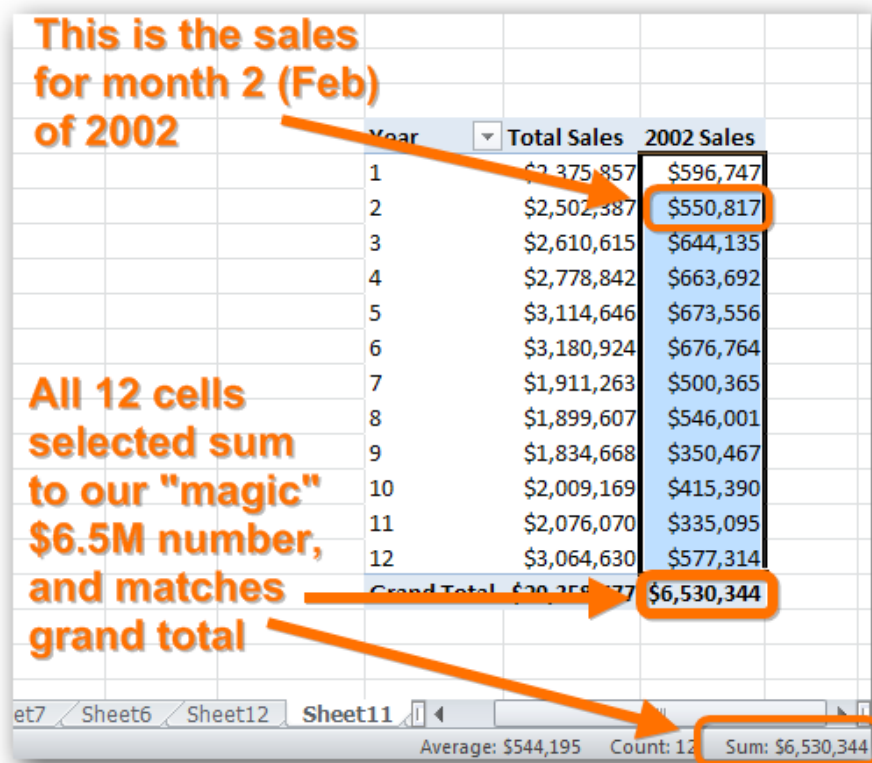 This is the sales
for month 2 (Feb)
of 2002
Year Total Sales 2002 Sales
1 $2,375,857 $596,747
2 $2,502,387 $550,817
3 $2,610,615 $644,135
4 $2,778,842 $663,692
5 $3,114,646 $673,556
6 $3,180,924 $676,764
7 $1,911,263 $500,365
8 $1,899,607 $546,001
9 $1,834,668 $350,467
10 $2,009,169 $415,390
11 $2,076,070 $335,095
12 $3,064,630 $577,314
Grand Total $6,530,344
All 12 cells
selected sum
to our "magic"
$6.5M number,
and matches
grand total
et7 Sheet6 Sheet12 Sheet11
Average: $544,195 Count: 12 Sum: $6,530,344